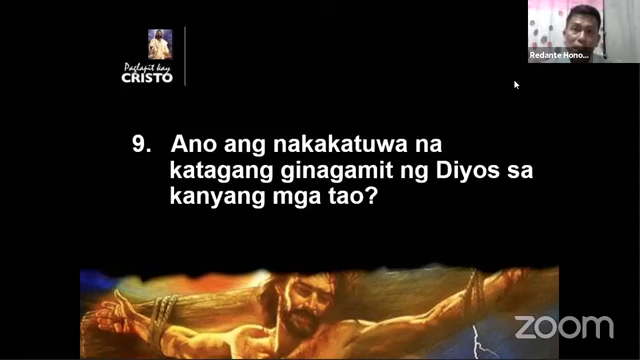 Redante Hono...
Paglapit kay
CRISTO
9. Ano ang nakakatuwa na
katagang ginagamit ng Diyos sa
kanyang mga tao?
zoom